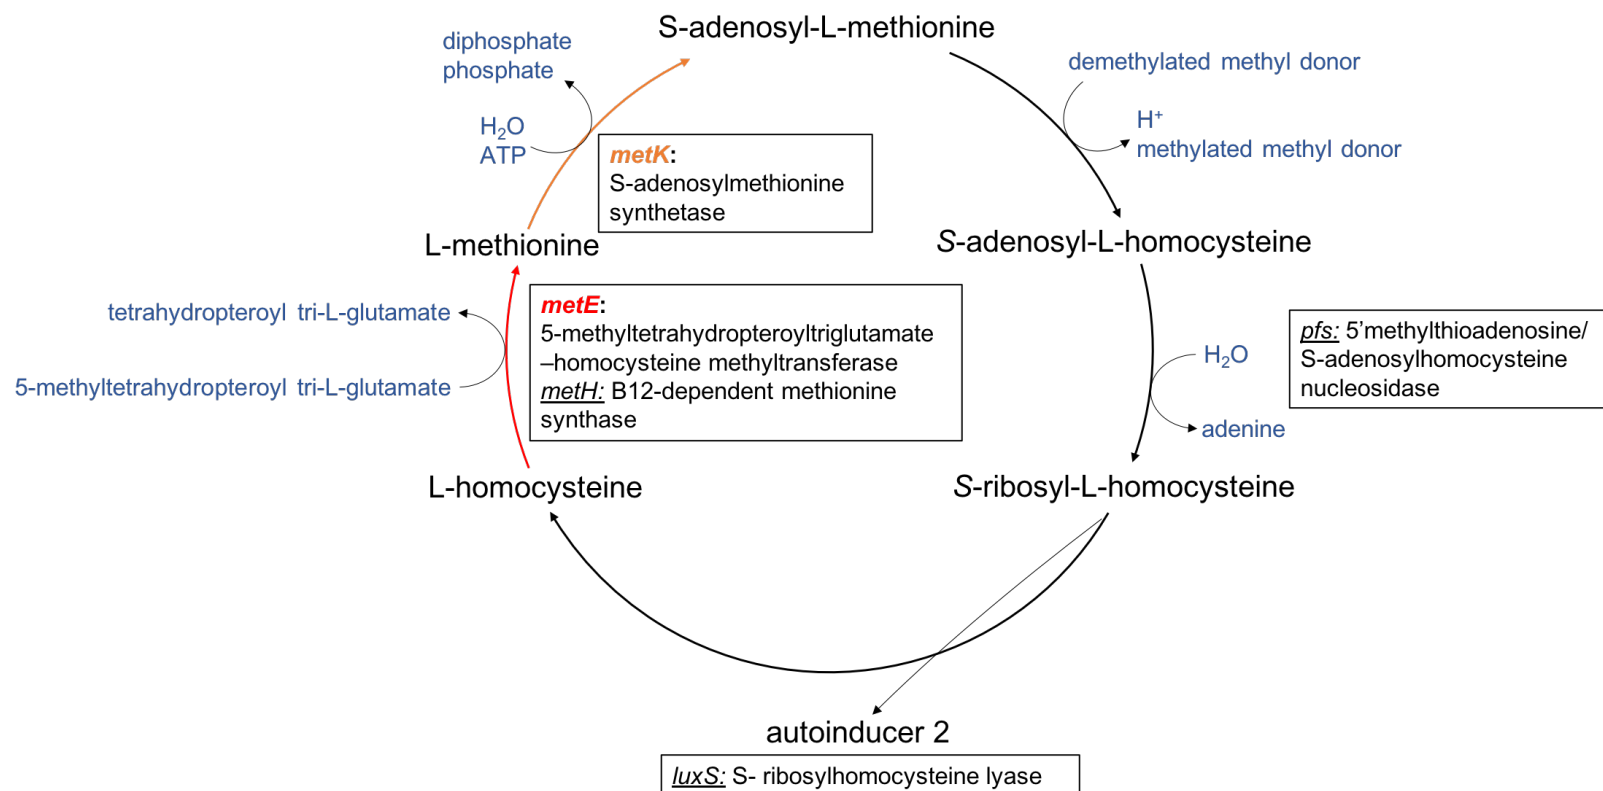 S-adenosyl-L-methionine
diphosphate
phosphate
demethylated methyl donor
H₂O
ATP
H⁺
methylated methyl donor
metK:
S-adenosylmethionine
synthetase
L-methionine
S-adenosyl-L-homocysteine
tetrahydropteroyl tri-L-glutamate
5-methyltetrahydropteroyl tri-L-glutamate
metE:
5-methyltetrahydropteroyltriglutamate
–homocysteine methyltransferase
metH: B12-dependent methionine
synthase
H₂O
adenine
pfs: 5’methylthioadenosine/
S-adenosylhomocysteine
nucleosidase
L-homocysteine
S-ribosyl-L-homocysteine
autoinducer 2
luxS: S- ribosylhomocysteine lyase